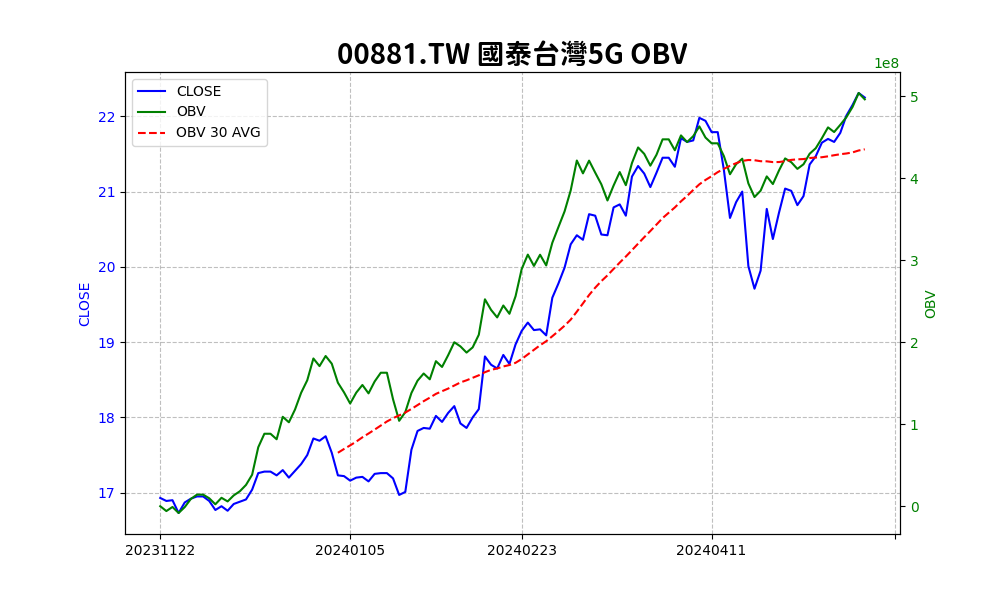 00881.TW 國泰台灣5G OBV
1e8
CLOSE
OBV
OBV 30 AVG
22
21
20
19
18
17
CLOSE
5
4
3
2
1
0
OBV
20231122
20240105
20240223
20240411